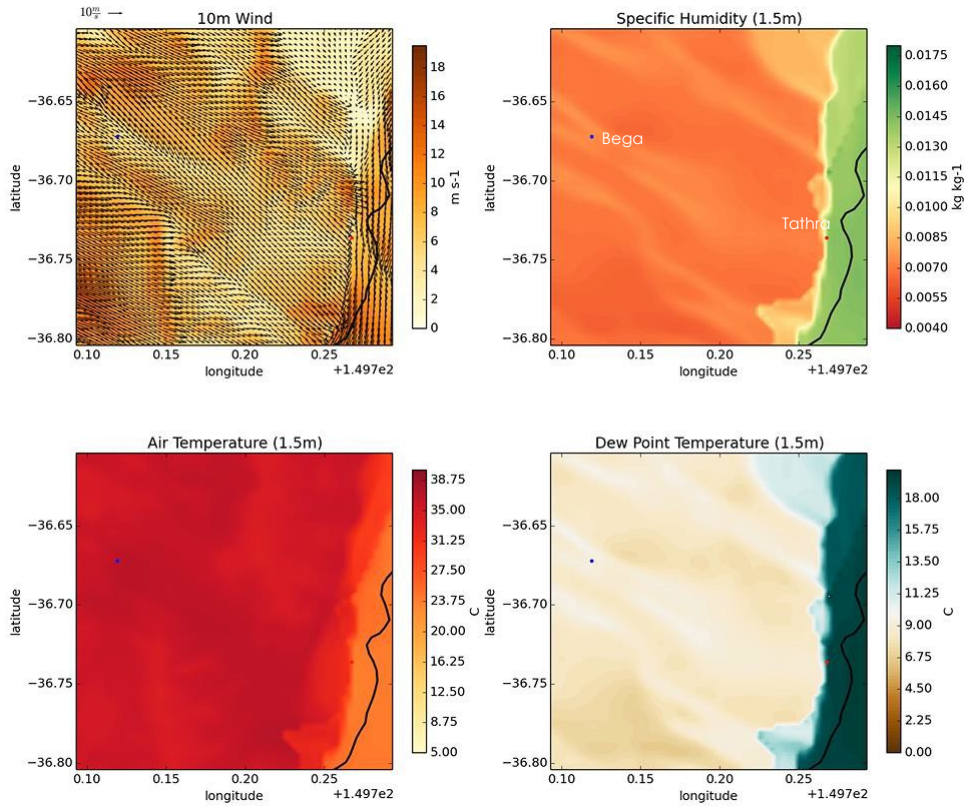 10 m/s
10m Wind
−36.65
−36.70
−36.75
−36.80
latitude
0.10 0.15 0.20 0.25
longitude
+1.497e2
18
16
14
12
10
8
6
4
2
0
m s-1
Specific Humidity (1.5m)
Bega
Tathra
−36.65
−36.70
−36.75
−36.80
latitude
0.10 0.15 0.20 0.25
longitude
+1.497e2
0.0175
0.0160
0.0145
0.0130
0.0115
0.0100
0.0085
0.0070
0.0055
0.0040
kg kg-1
Air Temperature (1.5m)
−36.65
−36.70
−36.75
−36.80
latitude
0.10 0.15 0.20 0.25
longitude
+1.497e2
38.75
35.00
31.25
27.50
23.75
20.00
16.25
12.50
8.75
5.00
C
Dew Point Temperature (1.5m)
−36.65
−36.70
−36.75
−36.80
latitude
0.10 0.15 0.20 0.25
longitude
+1.497e2
18.00
15.75
13.50
11.25
9.00
6.75
4.50
2.25
0.00
C